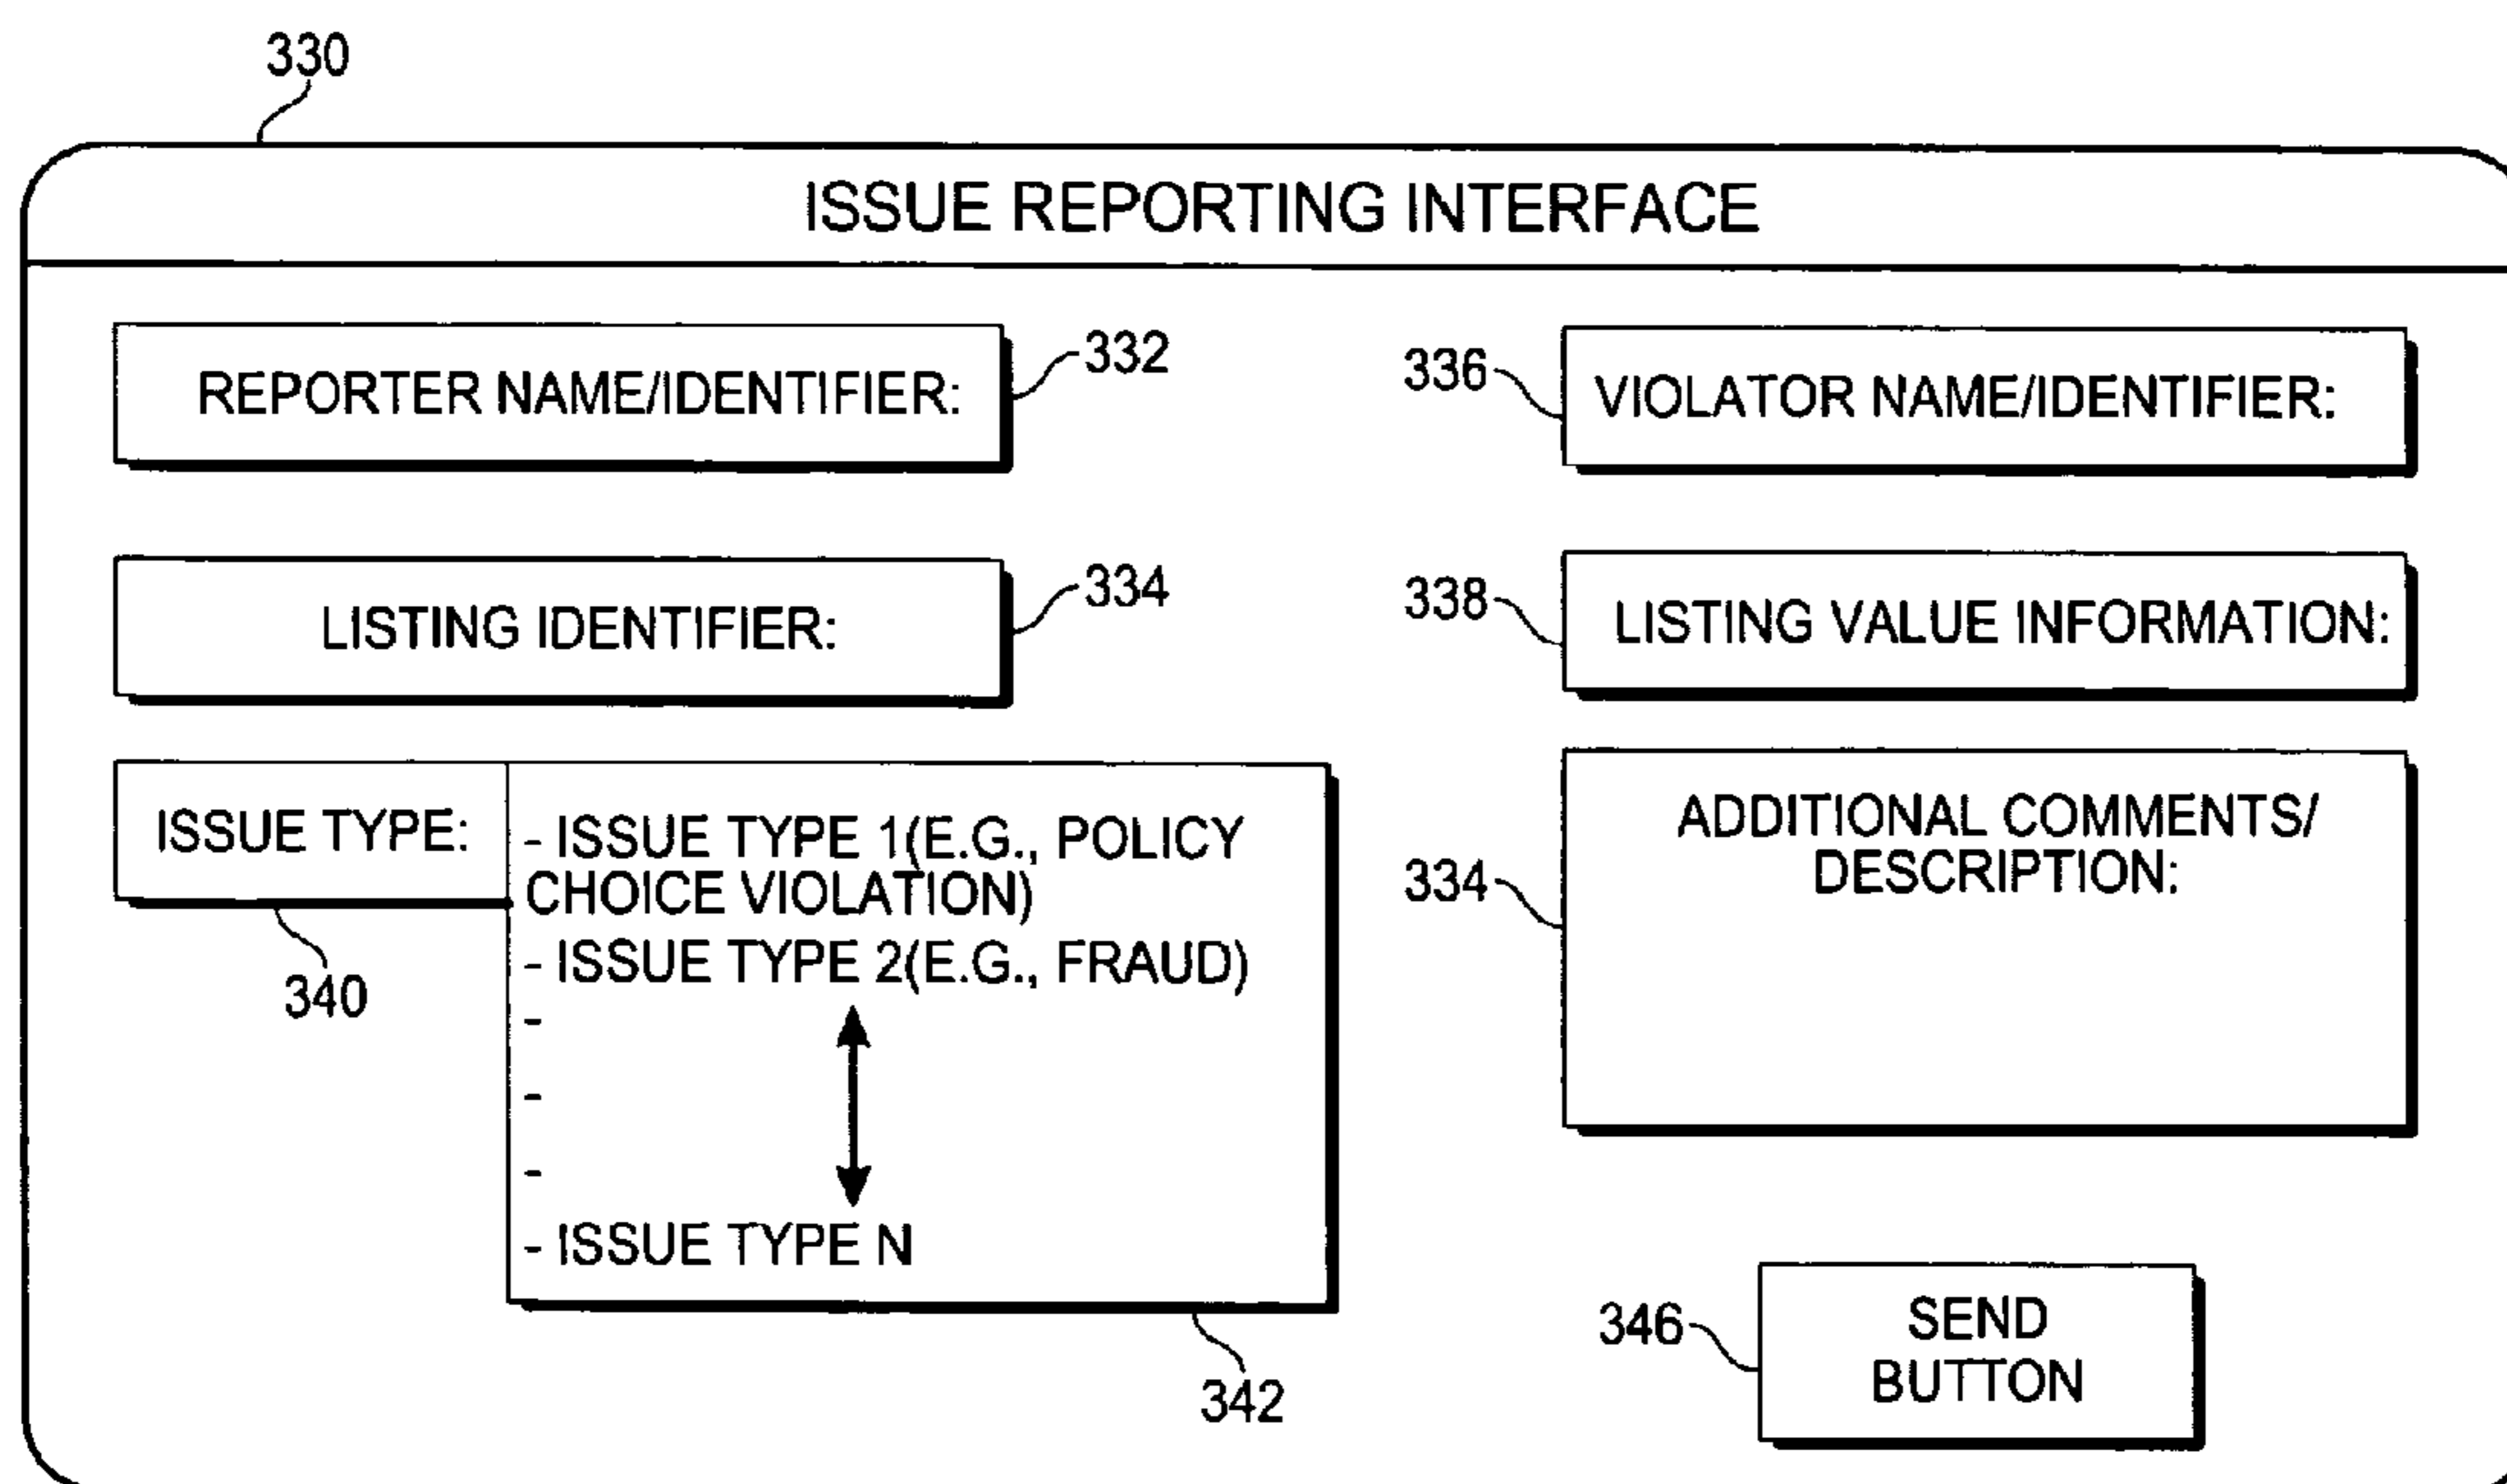 330
ISSUE REPORTING INTERFACE
REPORTER NAME/IDENTIFIER:
332
336
VIOLATOR NAME/IDENTIFIER:
LISTING IDENTIFIER:
334
338
LISTING VALUE INFORMATION:
ISSUE TYPE:
340
- ISSUE TYPE 1(E.G., POLICY
CHOICE VIOLATION)
- ISSUE TYPE 2(E.G., FRAUD)
-
-
-
- ISSUE TYPE N
342
334
ADDITIONAL COMMENTS/
DESCRIPTION:
346
SEND
BUTTON